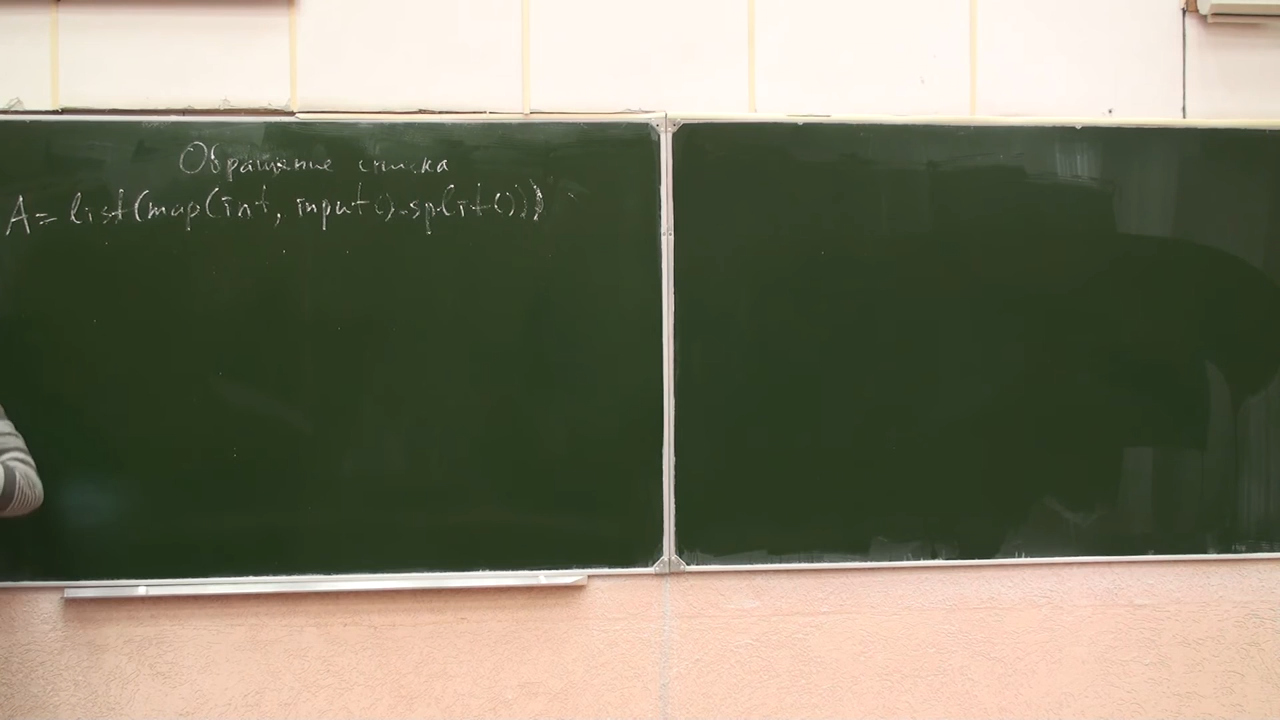 Обращение списка
A = list(map(int, input().split()))